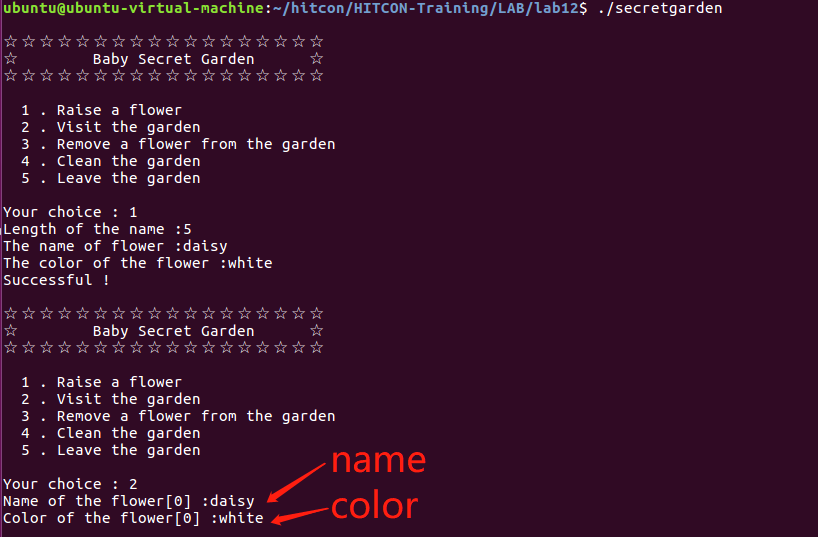 ubuntu@ubuntu-virtual-machine:~/hitcon/HITCON-Training/LAB/lab12$ ./secretgarden
☆☆☆☆☆☆☆☆☆☆☆☆☆☆☆☆☆☆
☆ Baby Secret Garden ☆
☆☆☆☆☆☆☆☆☆☆☆☆☆☆☆☆☆☆
1 . Raise a flower
2 . Visit the garden
3 . Remove a flower from the garden
4 . Clean the garden
5 . Leave the garden
Your choice : 1
Length of the name :5
The name of flower :daisy
The color of the flower :white
Successful !
☆☆☆☆☆☆☆☆☆☆☆☆☆☆☆☆☆☆
☆ Baby Secret Garden ☆
☆☆☆☆☆☆☆☆☆☆☆☆☆☆☆☆☆☆
1 . Raise a flower
2 . Visit the garden
3 . Remove a flower from the garden
4 . Clean the garden
5 . Leave the garden
Your choice : 2
name
Name of the flower[0] :daisy
color
Color of the flower[0] :white